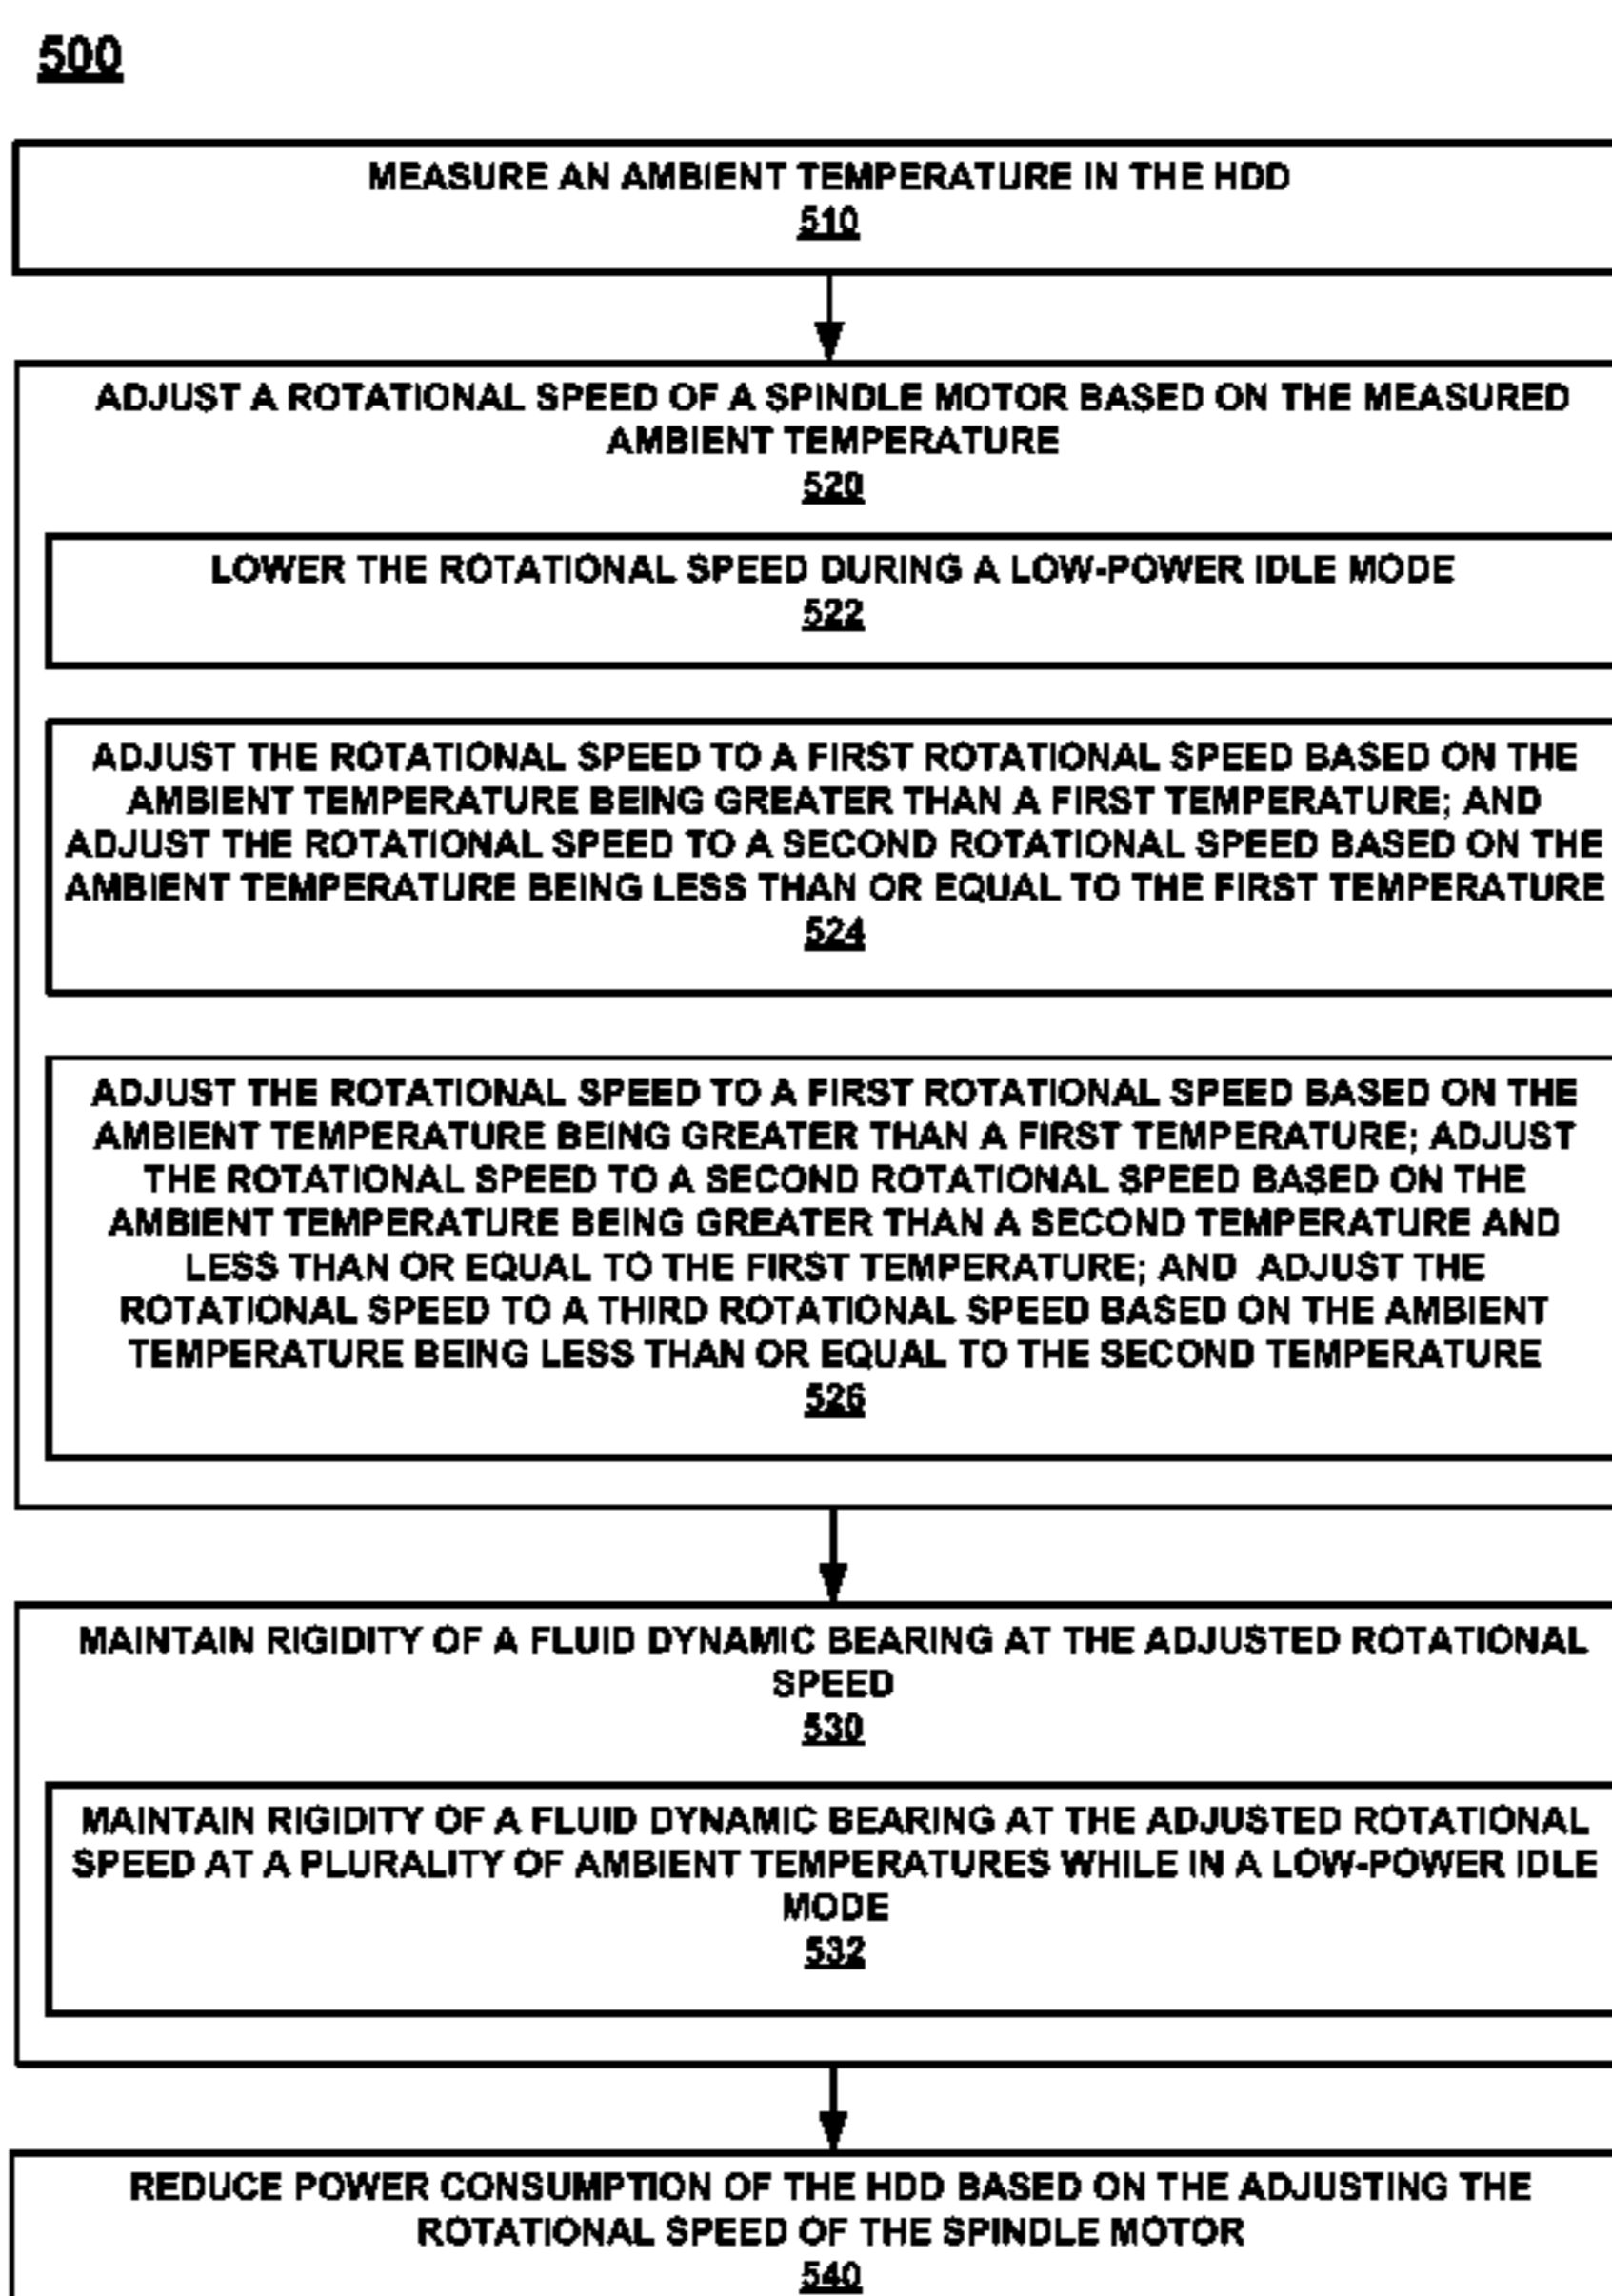 500
MEASURE AN AMBIENT TEMPERATURE IN THE HDD
510
ADJUST A ROTATIONAL SPEED OF A SPINDLE MOTOR BASED ON THE MEASURED
AMBIENT TEMPERATURE
520
LOWER THE ROTATIONAL SPEED DURING A LOW-POWER IDLE MODE
522
ADJUST THE ROTATIONAL SPEED TO A FIRST ROTATIONAL SPEED BASED ON THE
AMBIENT TEMPERATURE BEING GREATER THAN A FIRST TEMPERATURE; AND
ADJUST THE ROTATIONAL SPEED TO A SECOND ROTATIONAL SPEED BASED ON THE
AMBIENT TEMPERATURE BEING LESS THAN OR EQUAL TO THE FIRST TEMPERATURE
524
ADJUST THE ROTATIONAL SPEED TO A FIRST ROTATIONAL SPEED BASED ON THE
AMBIENT TEMPERATURE BEING GREATER THAN A FIRST TEMPERATURE; ADJUST
THE ROTATIONAL SPEED TO A SECOND ROTATIONAL SPEED BASED ON THE
AMBIENT TEMPERATURE BEING GREATER THAN A SECOND TEMPERATURE AND
LESS THAN OR EQUAL TO THE FIRST TEMPERATURE; AND ADJUST THE
ROTATIONAL SPEED TO A THIRD ROTATIONAL SPEED BASED ON THE AMBIENT
TEMPERATURE BEING LESS THAN OR EQUAL TO THE SECOND TEMPERATURE
526
MAINTAIN RIGIDITY OF A FLUID DYNAMIC BEARING AT THE ADJUSTED ROTATIONAL
SPEED
530
MAINTAIN RIGIDITY OF A FLUID DYNAMIC BEARING AT THE ADJUSTED ROTATIONAL
SPEED AT A PLURALITY OF AMBIENT TEMPERATURES WHILE IN A LOW-POWER IDLE
MODE
532
REDUCE POWER CONSUMPTION OF THE HDD BASED ON THE ADJUSTING THE
ROTATIONAL SPEED OF THE SPINDLE MOTOR
540